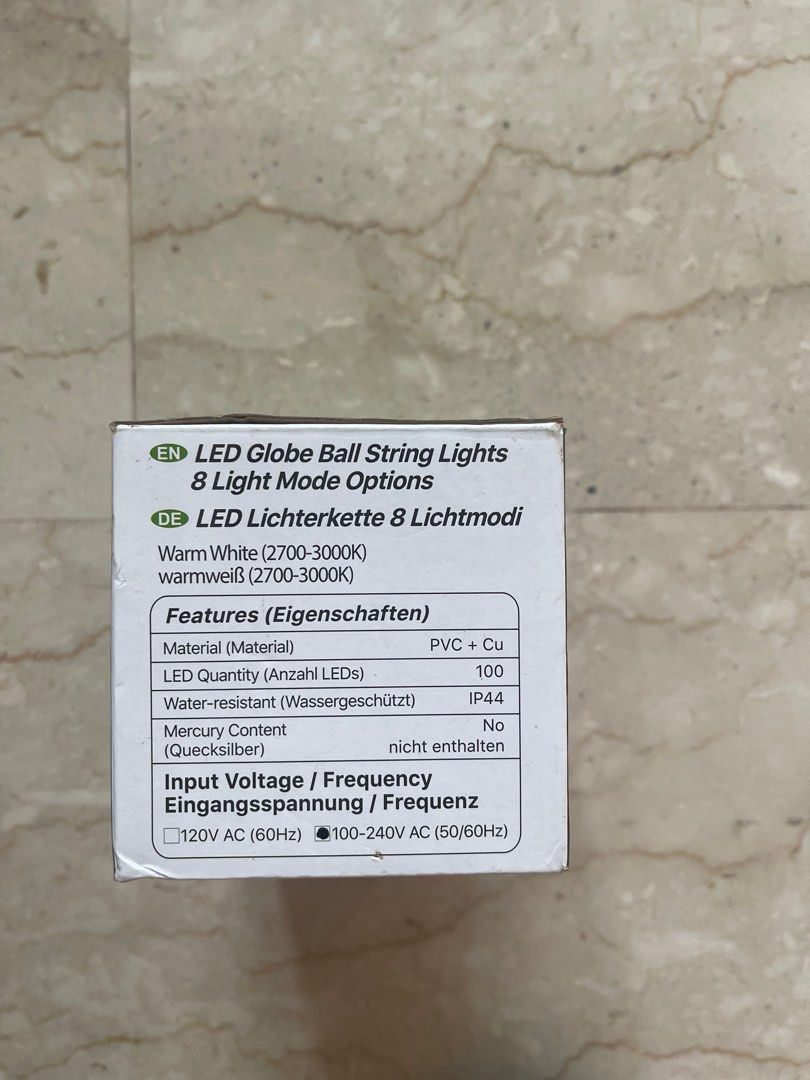 EN LED Globe Ball String Lights
8 Light Mode Options
DE LED Lichterkette 8 Lichtmodi
Warm White (2700-3000K)
warmweiß (2700-3000K)
Features (Eigenschaften)
Material (Material) PVC + Cu
LED Quantity (Anzahl LEDs) 100
Water-resistant (Wassergeschützt) IP44
Mercury Content No
(Quecksilber) nicht enthalten
Input Voltage / Frequency
Eingangsspannung / Frequenz
120V AC (60Hz) 100-240V AC (50/60Hz)